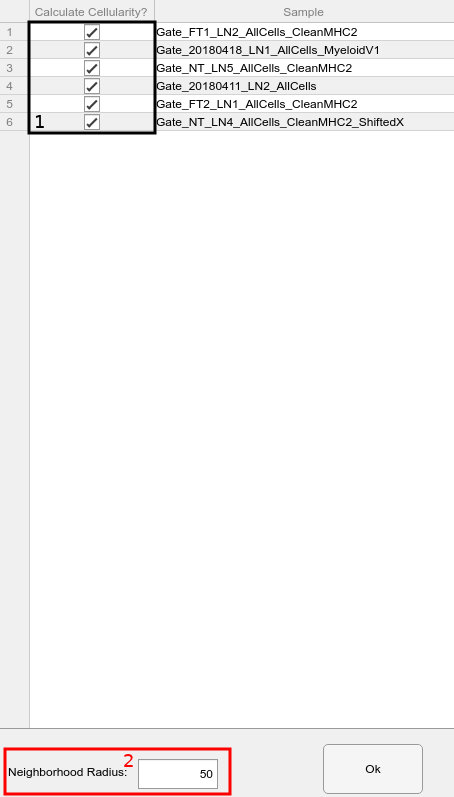 Calculate Cellularity? Sample
1 Gate_FT1_LN2_AllCells_CleanMHC2
2 Gate_20180418_LN1_AllCells_MyeloidV1
3 Gate_NT_LN5_AllCells_CleanMHC2
4 Gate_20180411_LN2_AllCells
5 Gate_FT2_LN1_AllCells_CleanMHC2
6 1 Gate_NT_LN4_AllCells_CleanMHC2_ShiftedX
2
Neighborhood Radius: 50 Ok